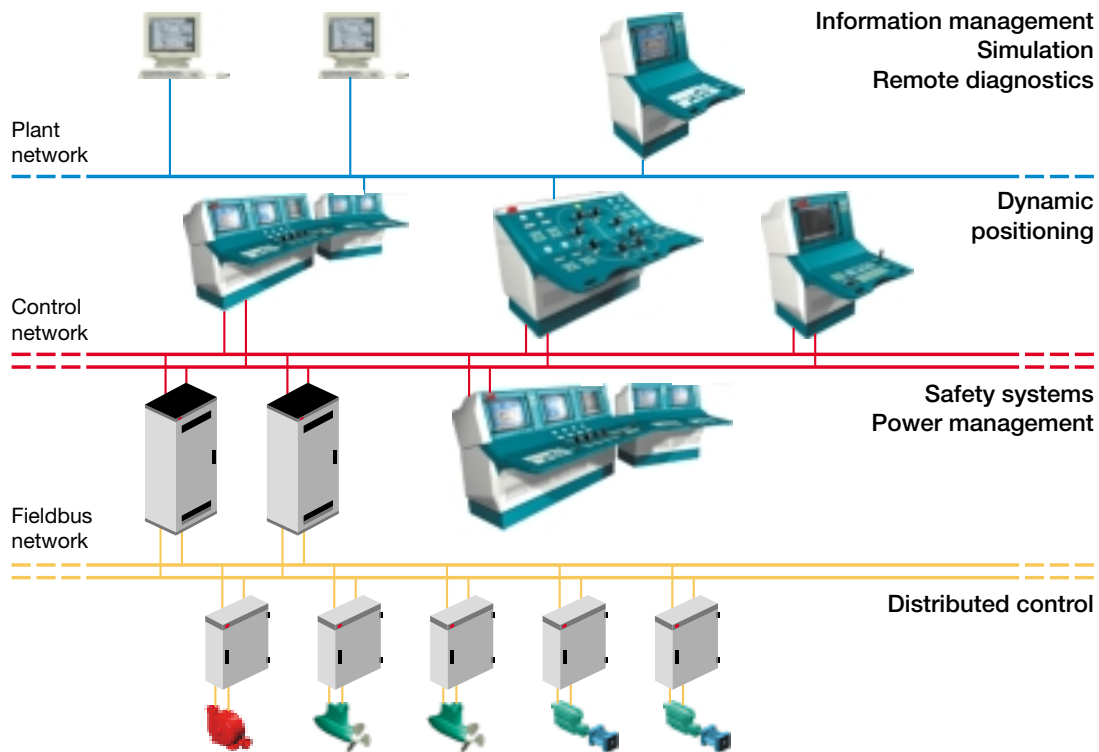 Information management
Simulation
Remote diagnostics
Plant
network
Dynamic
positioning
Control
network
Safety systems
Power management
Fieldbus
network
Distributed control